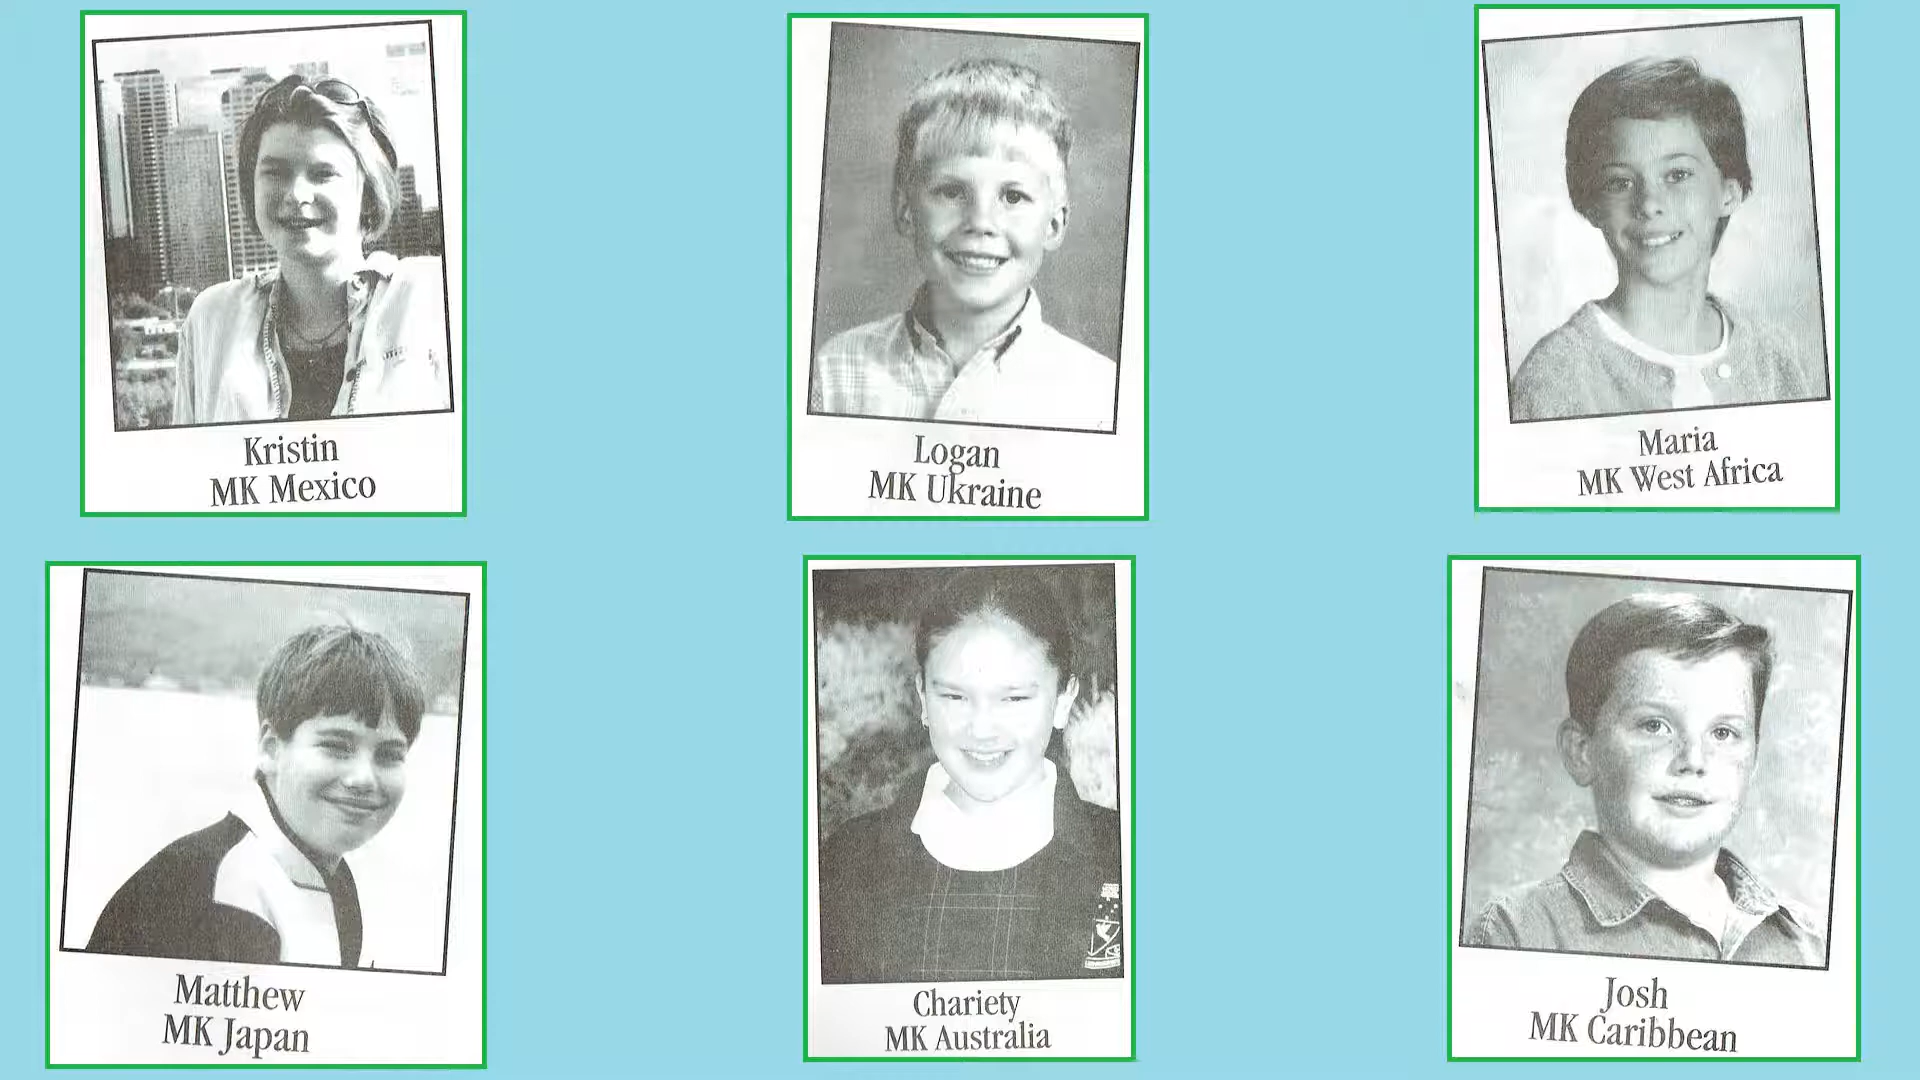 Kristin
MK Mexico
Logan
MK Ukraine
Maria
MK West Africa
Matthew
MK Japan
Chariety
MK Australia
Josh
MK Caribbean